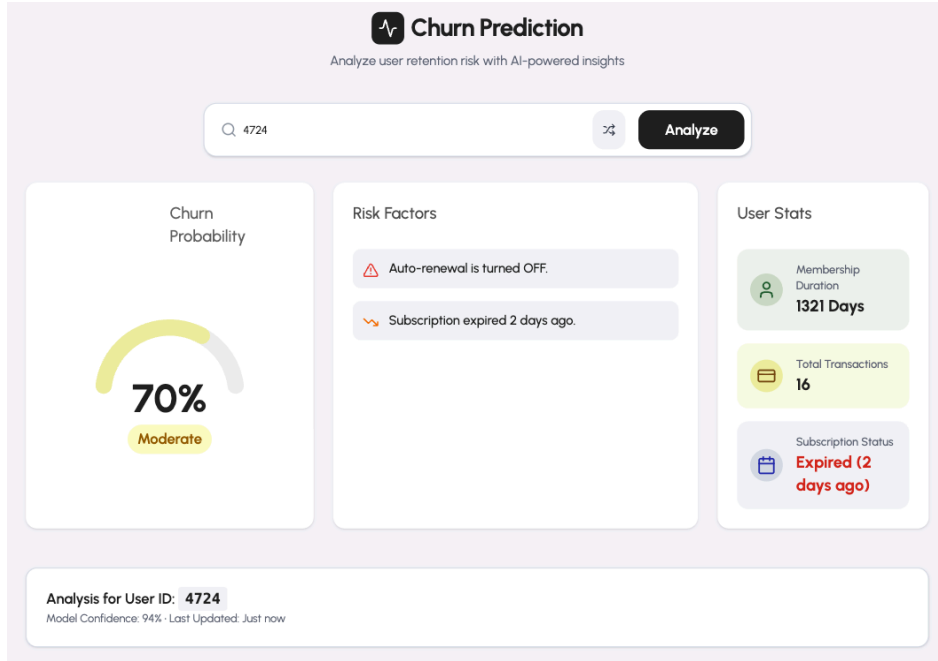 Churn Prediction
Analyze user retention risk with AI-powered insights
4724
Analyze
Churn
Probability
70%
Moderate
Risk Factors
Auto-renewal is turned OFF.
Subscription expired 2 days ago.
User Stats
Membership
Duration
1321 Days
Total Transactions
16
Subscription Status
Expired (2
days ago)
Analysis for User ID: 4724
Model Confidence: 94% · Last Updated: Just now